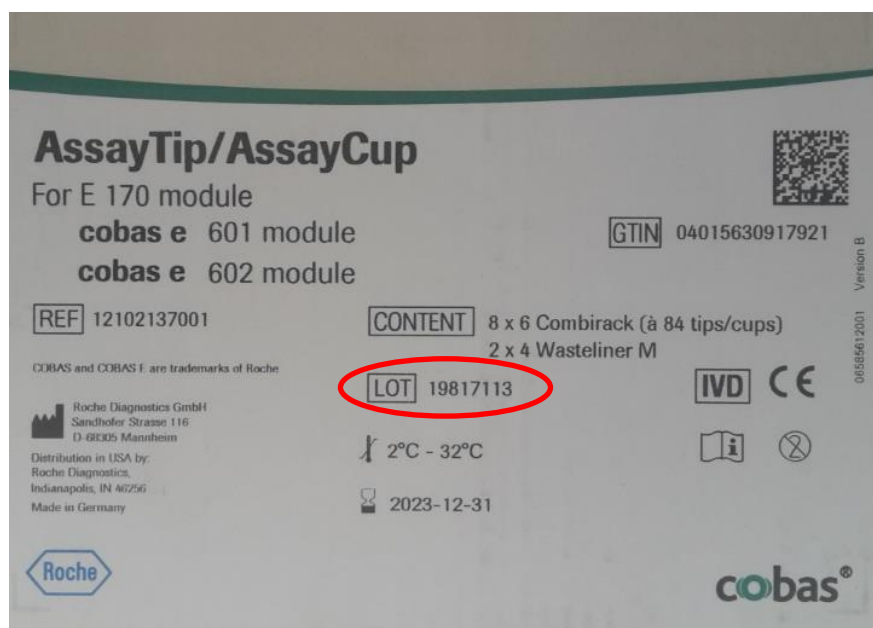 AssayTip/AssayCup
For E 170 module
cobas e 601 module
cobas e 602 module
GTIN 04015630917921
REF 12102137001
CONTENT 8 x 6 Combirack (à 84 tips/cups)
2 x 4 Wasteliner M
COBAS and COBAS E are trademarks of Roche
LOT 19817113
IVD CE
Roche Diagnostics GmbH
Sandhofer Strasse 116
D-68305 Mannheim
Distribution in USA by:
Roche Diagnostics,
Indianapolis, IN 46256
Made in Germany
2°C - 32°C
2023-12-31
06585612001 Version B
Roche
cobas®